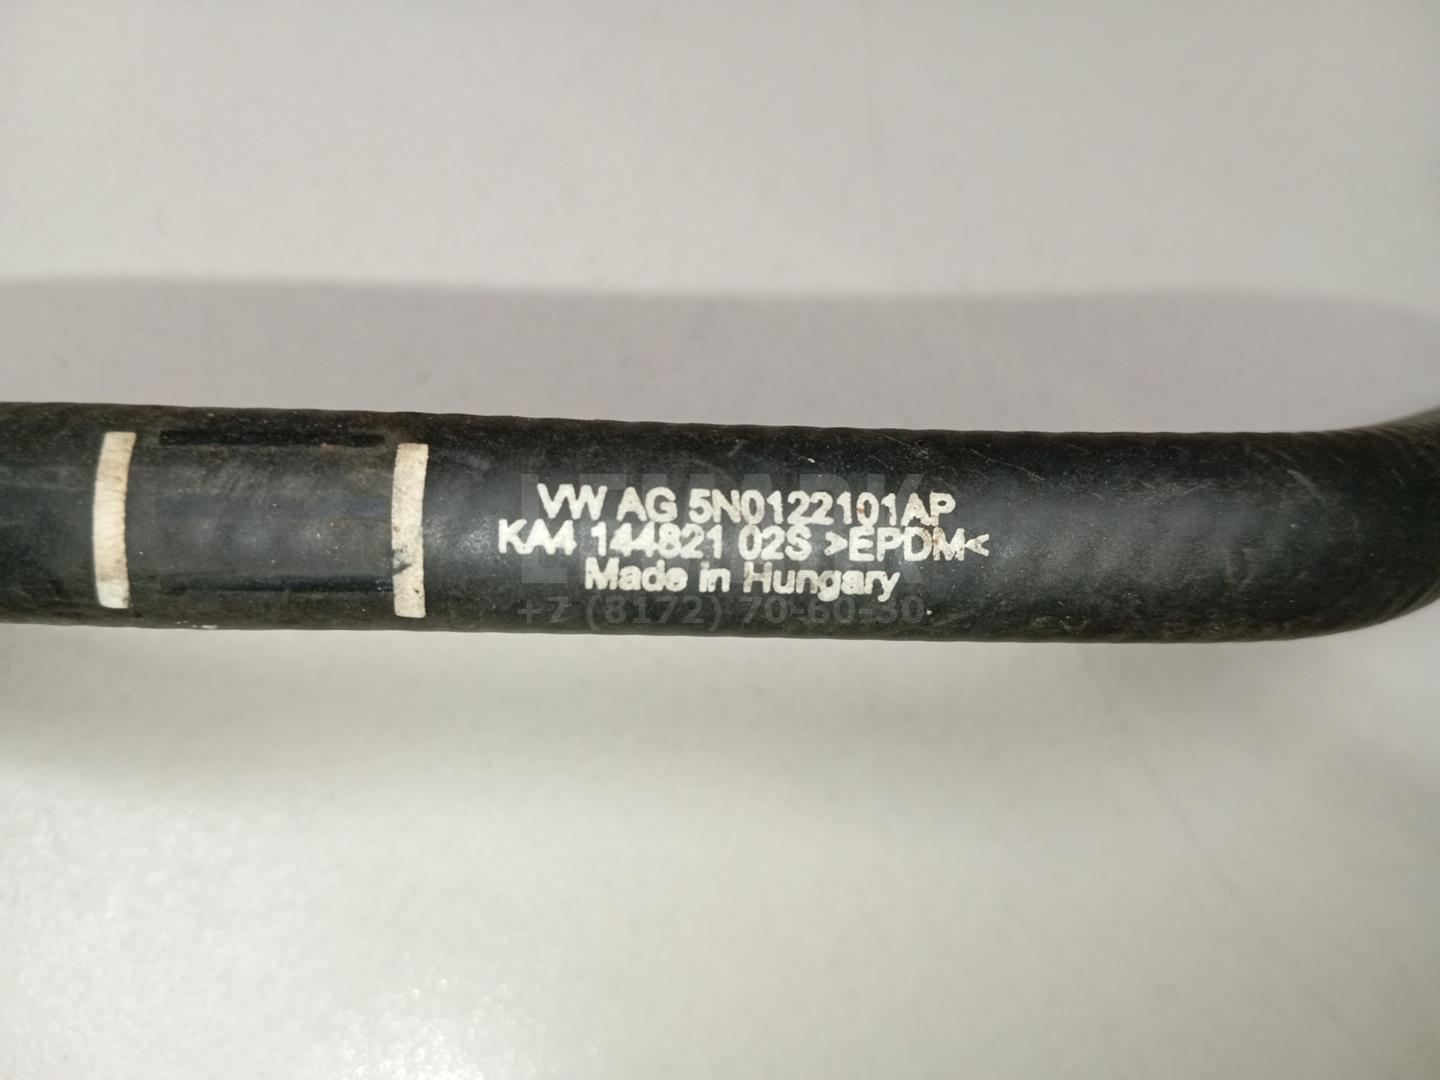 VW AG 5N0122101AP
KA4 144821 02S >EPDM<
Made in Hungary
+7 (8172) 70-60-30